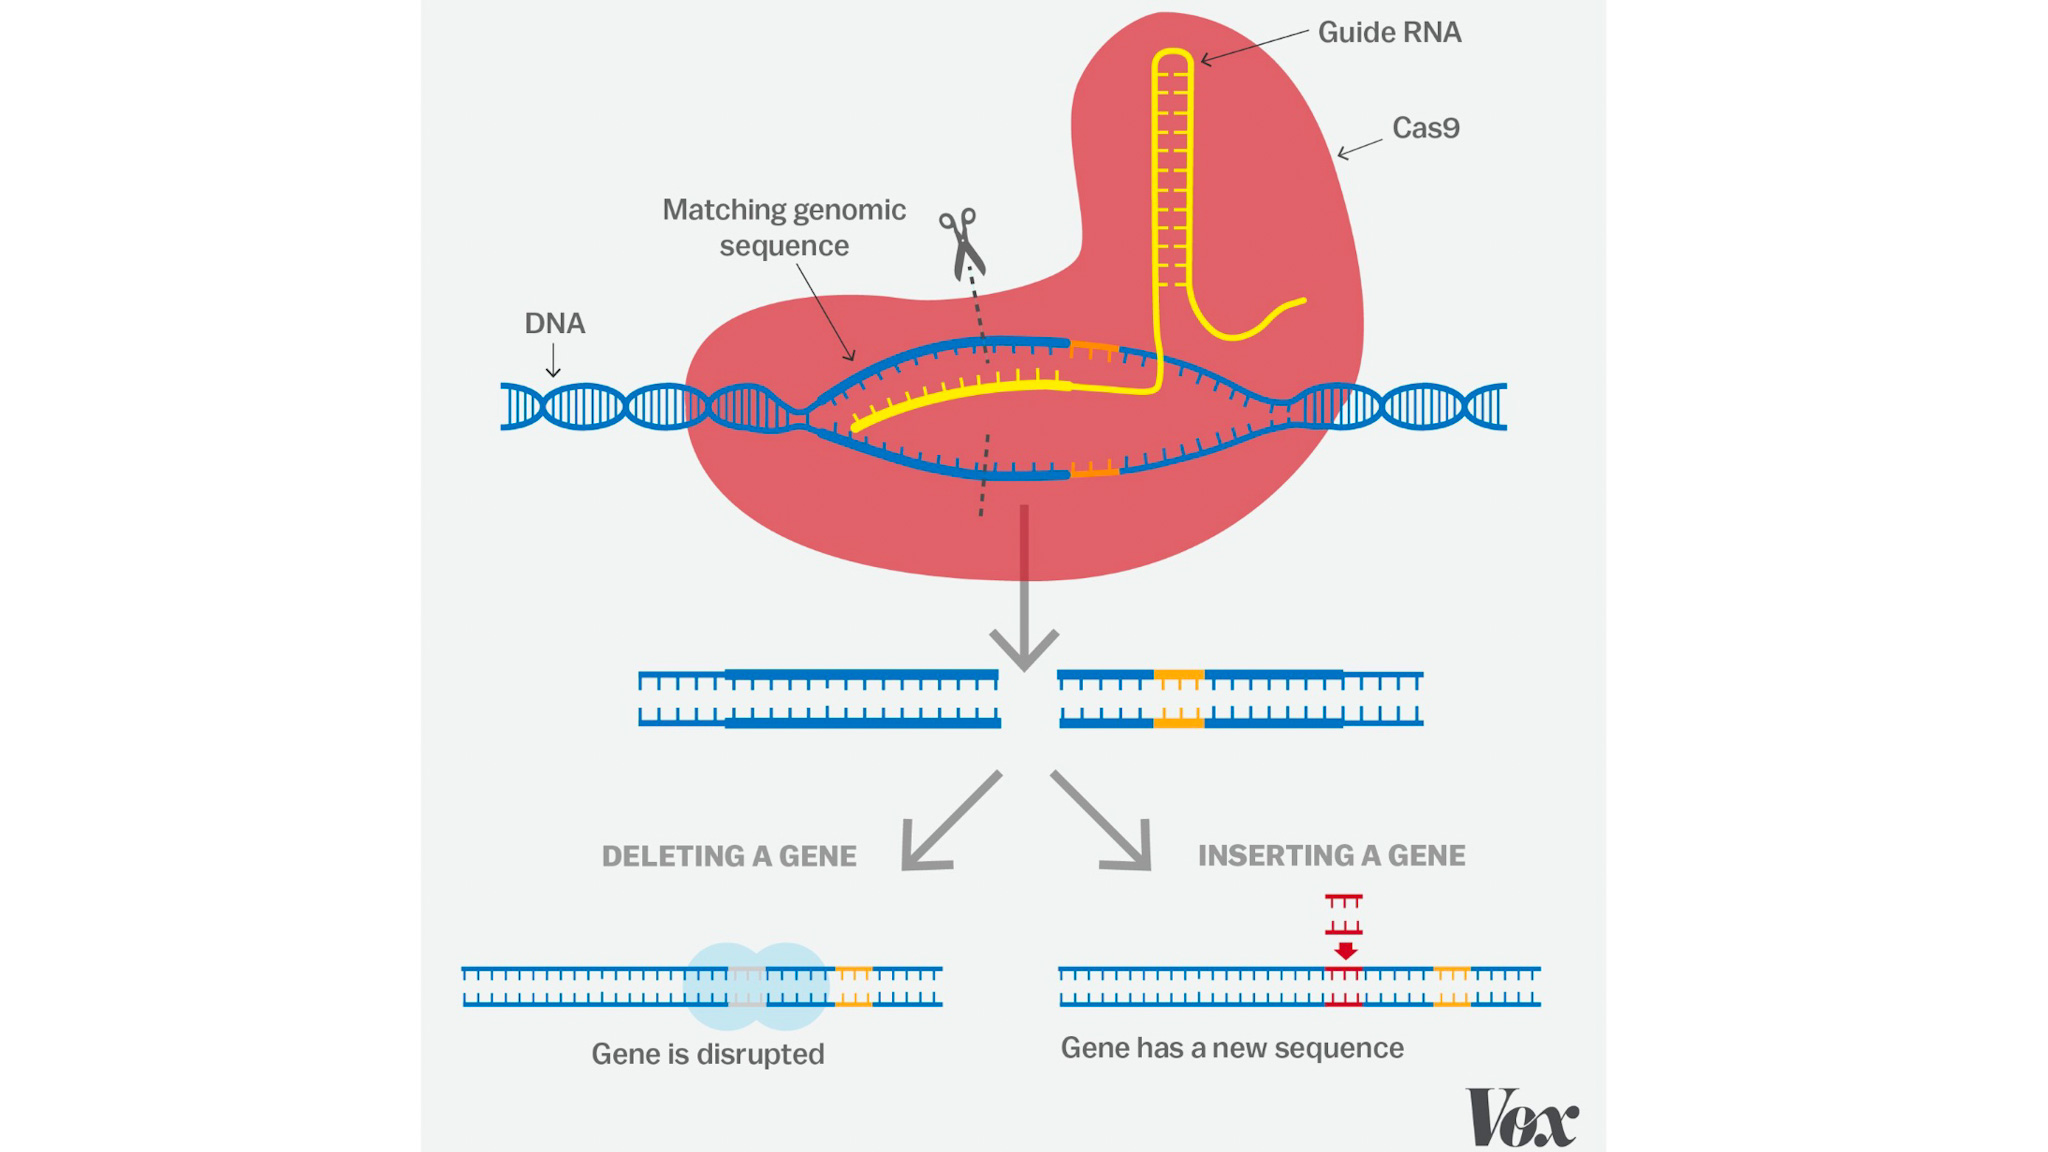 Guide RNA
Cas9
Matching genomic
sequence
DNA
DELETING A GENE
INSERTING A GENE
Gene is disrupted
Gene has a new sequence
Vox